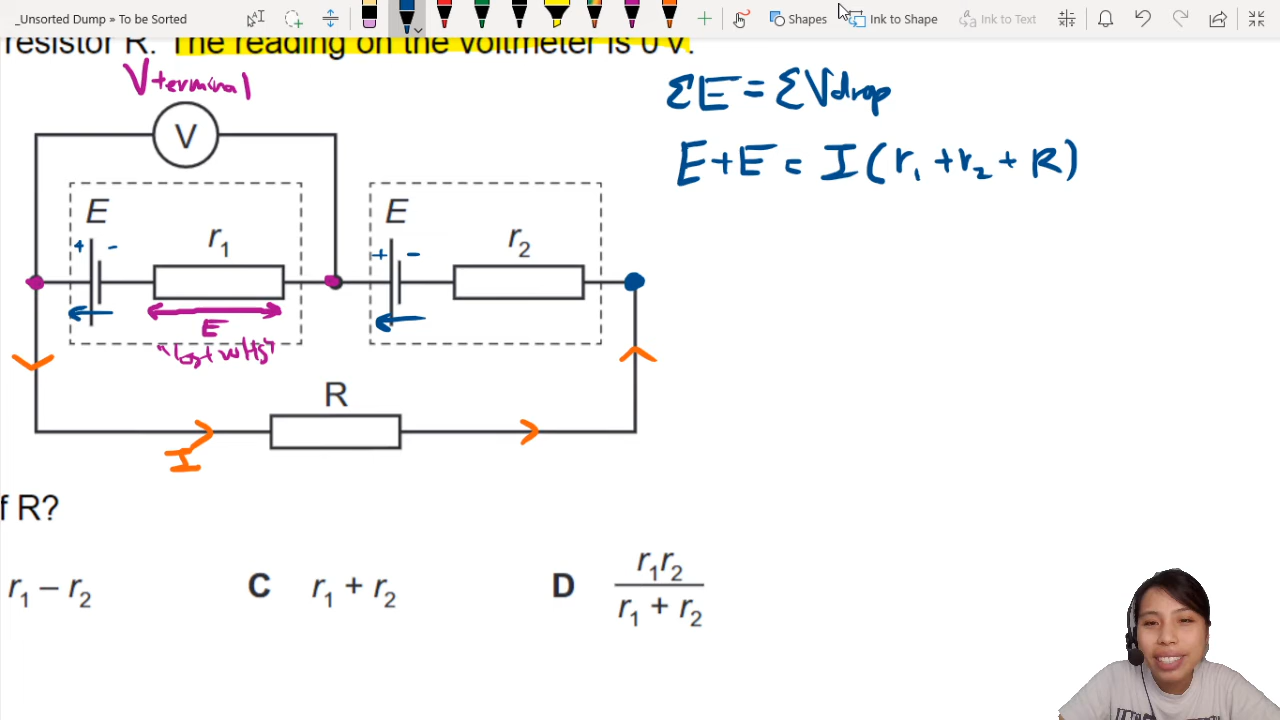 _Unsorted Dump » To be Sorted
Shapes
Ink to Shape
Ink to Text
resistor R. The reading on the voltmeter is 0 V.
Vterminal
ΣE = ΣVdrop
V
E+E = I(r₁+r₂+R)
E
E
r₁
r₂
+ -
+ -
E
"lost volts"
R
I
f R?
r₁ – r₂
C r₁ + r₂
D r₁r₂
r₁ + r₂